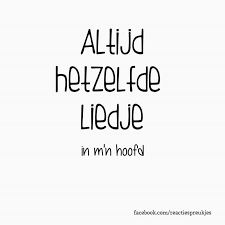 Altijd
hetzelfde
Liedje
in m'n hoofd
facebook.com/reactiespreukjes